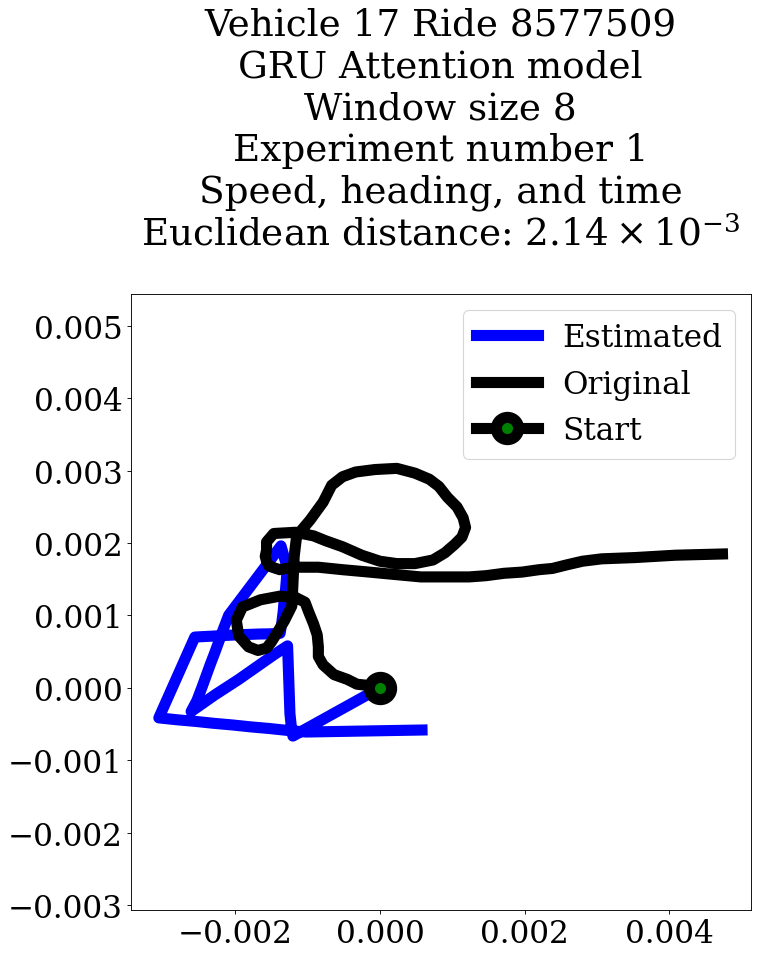 Vehicle 17 Ride 8577509
GRU Attention model
Window size 8
Experiment number 1
Speed, heading, and time
Euclidean distance: 2.14 × 10⁻³
Estimated
Original
Start
0.005
0.004
0.003
0.002
0.001
0.000
−0.001
−0.002
−0.003
−0.002 0.000 0.002 0.004